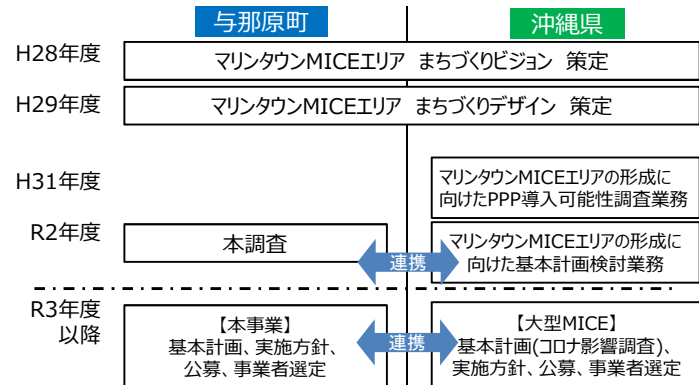 与那原町 沖縄県
H28年度 マリンタウンMICEエリア まちづくりビジョン 策定
H29年度 マリンタウンMICEエリア まちづくりデザイン 策定
H31年度
マリンタウンMICEエリアの形成に
向けたPPP導入可能性調査業務
R2年度
本調査
連携
マリンタウンMICEエリアの形成に
向けた基本計画検討業務
R3年度
以降
【本事業】
基本計画、実施方針、
公募、事業者選定
連携
【大型MICE】
基本計画(コロナ影響調査)、
実施方針、公募、事業者選定